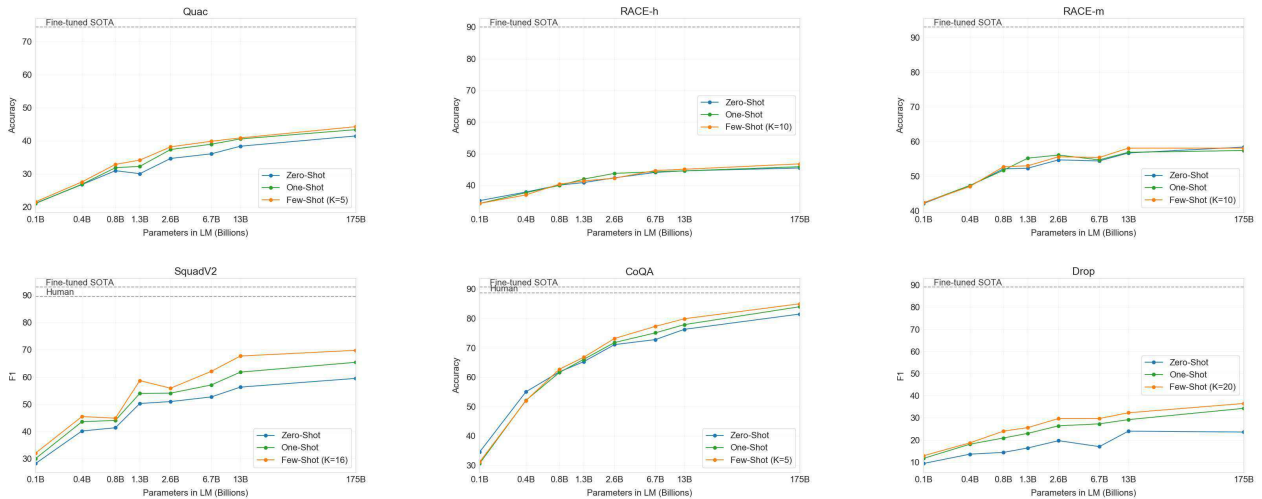 Quac
Fine-tuned SOTA
70
60
50
40
30
20
Accuracy
Zero-Shot
One-Shot
Few-Shot (K=5)
0.1B 0.4B 0.8B 1.3B 2.6B 6.7B 13B 175B
Parameters in LM (Billions)
RACE-h
Fine-tuned SOTA
90
80
70
60
50
40
30
Accuracy
Zero-Shot
One-Shot
Few-Shot (K=10)
0.1B 0.4B 0.8B 1.3B 2.6B 6.7B 13B 175B
Parameters in LM (Billions)
RACE-m
Fine-tuned SOTA
90
80
70
60
50
40
Accuracy
Zero-Shot
One-Shot
Few-Shot (K=10)
0.1B 0.4B 0.8B 1.3B 2.6B 6.7B 13B 175B
Parameters in LM (Billions)
SquadV2
Fine-tuned SOTA
Human
90
80
70
60
50
40
30
F1
Zero-Shot
One-Shot
Few-Shot (K=16)
0.1B 0.4B 0.8B 1.3B 2.6B 6.7B 13B 175B
Parameters in LM (Billions)
CoQA
Fine-tuned SOTA
Human
90
80
70
60
50
40
30
Accuracy
Zero-Shot
One-Shot
Few-Shot (K=5)
0.1B 0.4B 0.8B 1.3B 2.6B 6.7B 13B 175B
Parameters in LM (Billions)
Drop
Fine-tuned SOTA
90
80
70
60
50
40
30
20
10
F1
Zero-Shot
One-Shot
Few-Shot (K=20)
0.1B 0.4B 0.8B 1.3B 2.6B 6.7B 13B 175B
Parameters in LM (Billions)